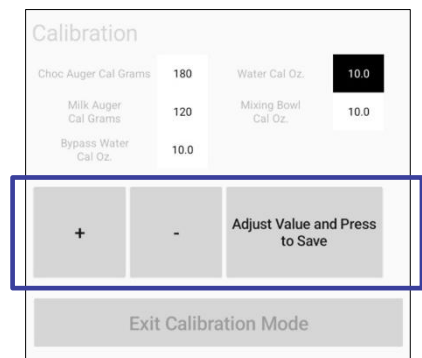 Calibration
Choc Auger Cal Grams 180 Water Cal Oz. 10.0
Milk Auger
Cal Grams 120 Mixing Bowl
Cal Oz. 10.0
Bypass Water
Cal Oz. 10.0
+ - Adjust Value and Press
to Save
Exit Calibration Mode